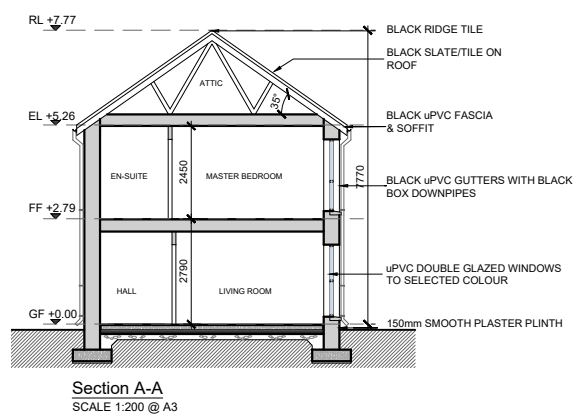 RL +7.77
BLACK RIDGE TILE
BLACK SLATE/TILE ON
ROOF
ATTIC
35°
EL +5.26
BLACK uPVC FASCIA
& SOFFIT
EN-SUITE
2450
MASTER BEDROOM
7770
BLACK uPVC GUTTERS WITH BLACK
BOX DOWNPIPES
FF +2.79
2790
uPVC DOUBLE GLAZED WINDOWS
TO SELECTED COLOUR
HALL
LIVING ROOM
GF +0.00
150mm SMOOTH PLASTER PLINTH
Section A-A
SCALE 1:200 @ A3